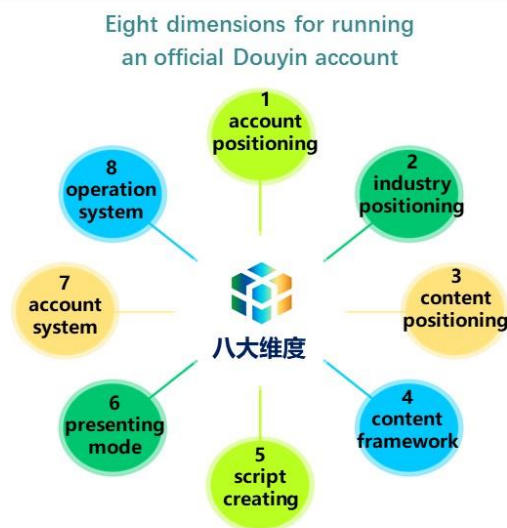 Eight dimensions for running
an official Douyin account
1
account
positioning
2
industry
positioning
3
content
positioning
4
content
framework
5
script
creating
6
presenting
mode
7
account
system
8
operation
system
八大维度